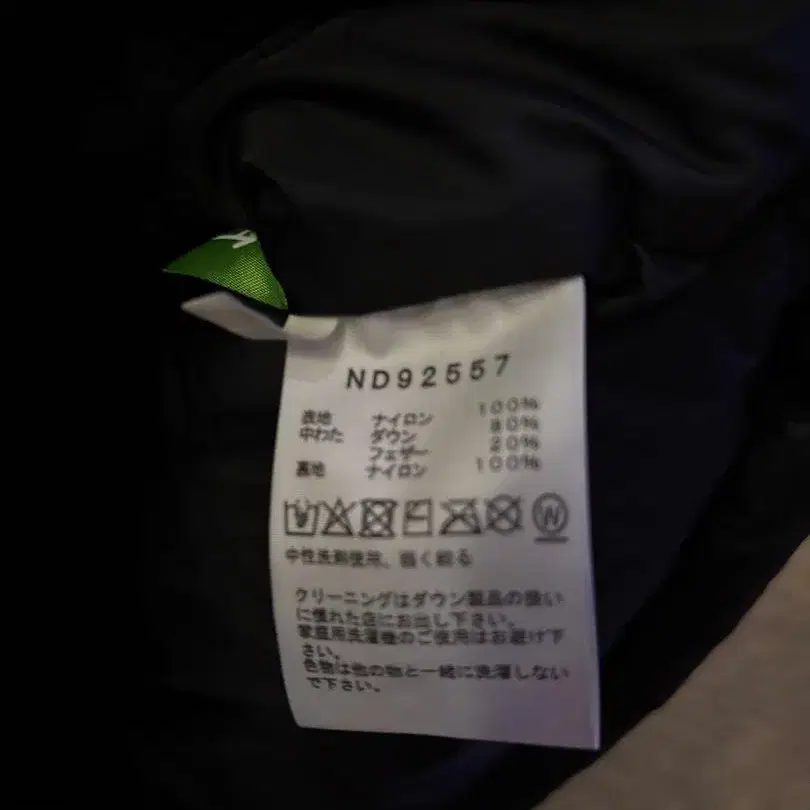 ND92557
表地 ナイロン 100%
中わた ダウン 80%
フェザー 20%
裏地 ナイロン 100%
W
中性洗剤使用、弱く絞る
クリーニングはダウン製品の扱い
に慣れた店にお出し下さい。
家庭用洗濯機のご使用はお避け下
さい。
色物は他の物と一緒に洗濯しない
で下さい。